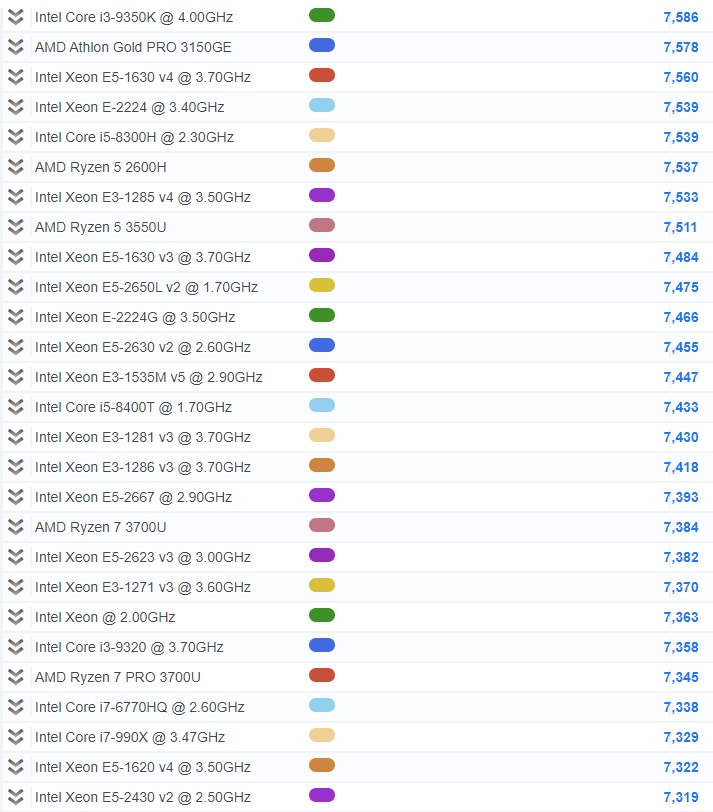 Intel Core i3-9350K @ 4.00GHz 7,586
AMD Athlon Gold PRO 3150GE 7,578
Intel Xeon E5-1630 v4 @ 3.70GHz 7,560
Intel Xeon E-2224 @ 3.40GHz 7,539
Intel Core i5-8300H @ 2.30GHz 7,539
AMD Ryzen 5 2600H 7,537
Intel Xeon E3-1285 v4 @ 3.50GHz 7,533
AMD Ryzen 5 3550U 7,511
Intel Xeon E5-1630 v3 @ 3.70GHz 7,484
Intel Xeon E5-2650L v2 @ 1.70GHz 7,475
Intel Xeon E-2224G @ 3.50GHz 7,466
Intel Xeon E5-2630 v2 @ 2.60GHz 7,455
Intel Xeon E3-1535M v5 @ 2.90GHz 7,447
Intel Core i5-8400T @ 1.70GHz 7,433
Intel Xeon E3-1281 v3 @ 3.70GHz 7,430
Intel Xeon E3-1286 v3 @ 3.70GHz 7,418
Intel Xeon E5-2667 @ 2.90GHz 7,393
AMD Ryzen 7 3700U 7,384
Intel Xeon E5-2623 v3 @ 3.00GHz 7,382
Intel Xeon E3-1271 v3 @ 3.60GHz 7,370
Intel Xeon @ 2.00GHz 7,363
Intel Core i3-9320 @ 3.70GHz 7,358
AMD Ryzen 7 PRO 3700U 7,345
Intel Core i7-6770HQ @ 2.60GHz 7,338
Intel Core i7-990X @ 3.47GHz 7,329
Intel Xeon E5-1620 v4 @ 3.50GHz 7,322
Intel Xeon E5-2430 v2 @ 2.50GHz 7,319